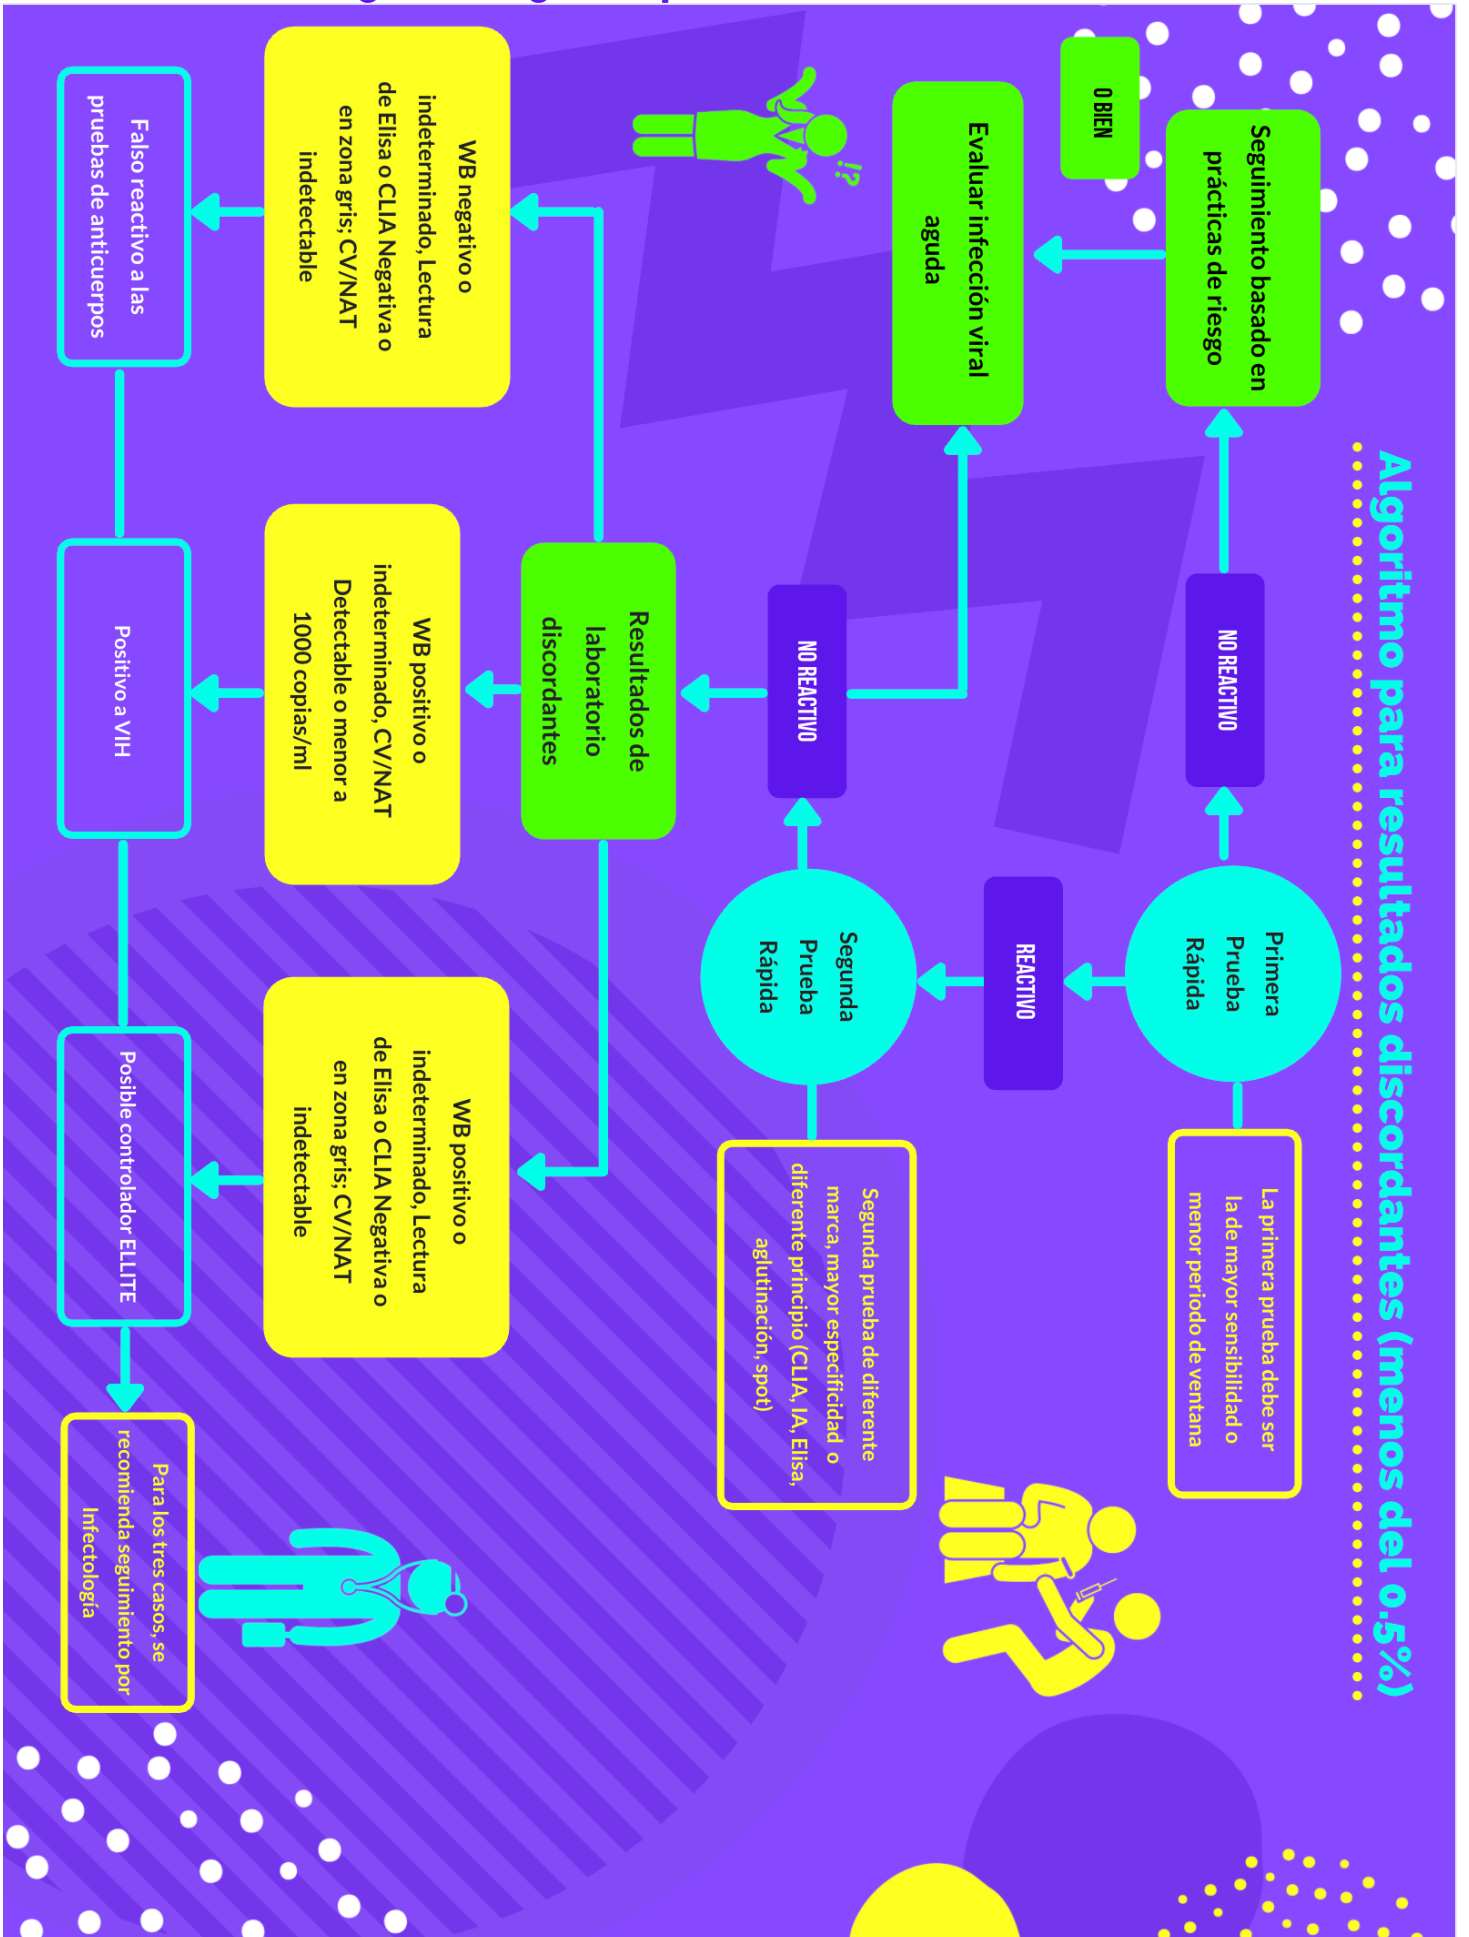 Algoritmo para resultados discordantes (menos del 0.5%)
Seguimiento basado en
prácticas de riesgo
NO REACTIVO
Primera
Prueba
Rápida
La primera prueba debe ser
la de mayor sensibilidad o
menor periodo de ventana
O BIEN
REACTIVO
Evaluar infección viral
aguda
!?
NO REACTIVO
Segunda
Prueba
Rápida
Segunda prueba de diferente
marca, mayor especificidad o
diferente principio (CLIA, IA, Elisa,
aglutinación, spot)
Resultados de
laboratorio
discordantes
WB negativo o
indeterminado, Lectura
de Elisa o CLIA Negativa o
en zona gris; CV/NAT
indetectable
WB positivo o
indeterminado, CV/NAT
Detectable o menor a
1000 copias/ml
WB positivo o
indeterminado, Lectura
de Elisa o CLIA Negativa o
en zona gris; CV/NAT
indetectable
Falso reactivo a las
pruebas de anticuerpos
Positivo a VIH
Posible controlador ELLITE
Para los tres casos, se
recomienda seguimiento por
Infectología